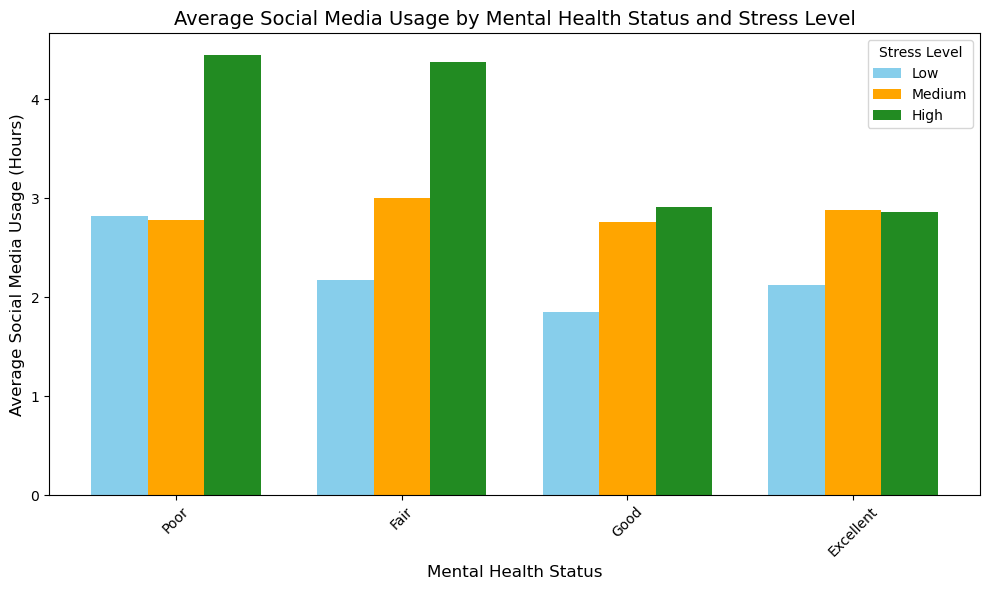 Average Social Media Usage by Mental Health Status and Stress Level
Stress Level
Low
Medium
High
Average Social Media Usage (Hours)
4
3
2
1
0
Poor
Fair
Good
Excellent
Mental Health Status